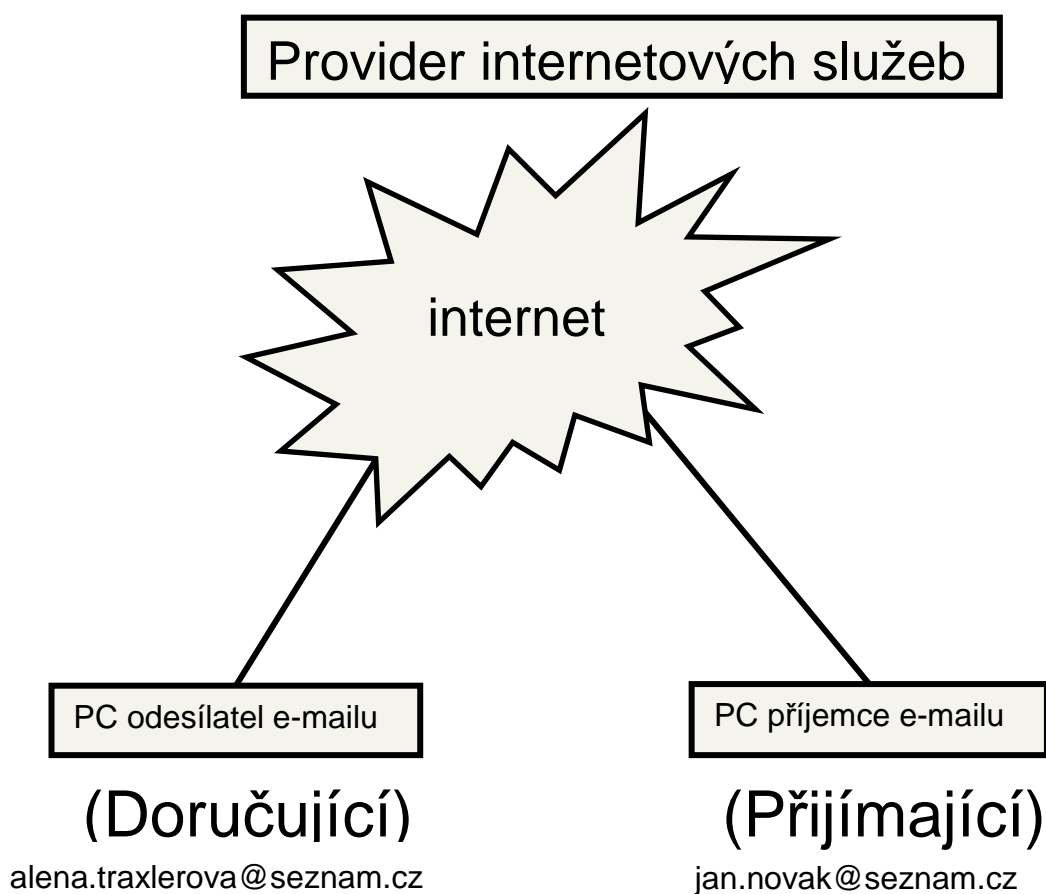 Provider internetových služeb
internet
PC odesílatel e-mailu
PC příjemce e-mailu
(Doručující)
(Přijímající)
alena.traxlerova@seznam.cz
jan.novak@seznam.cz